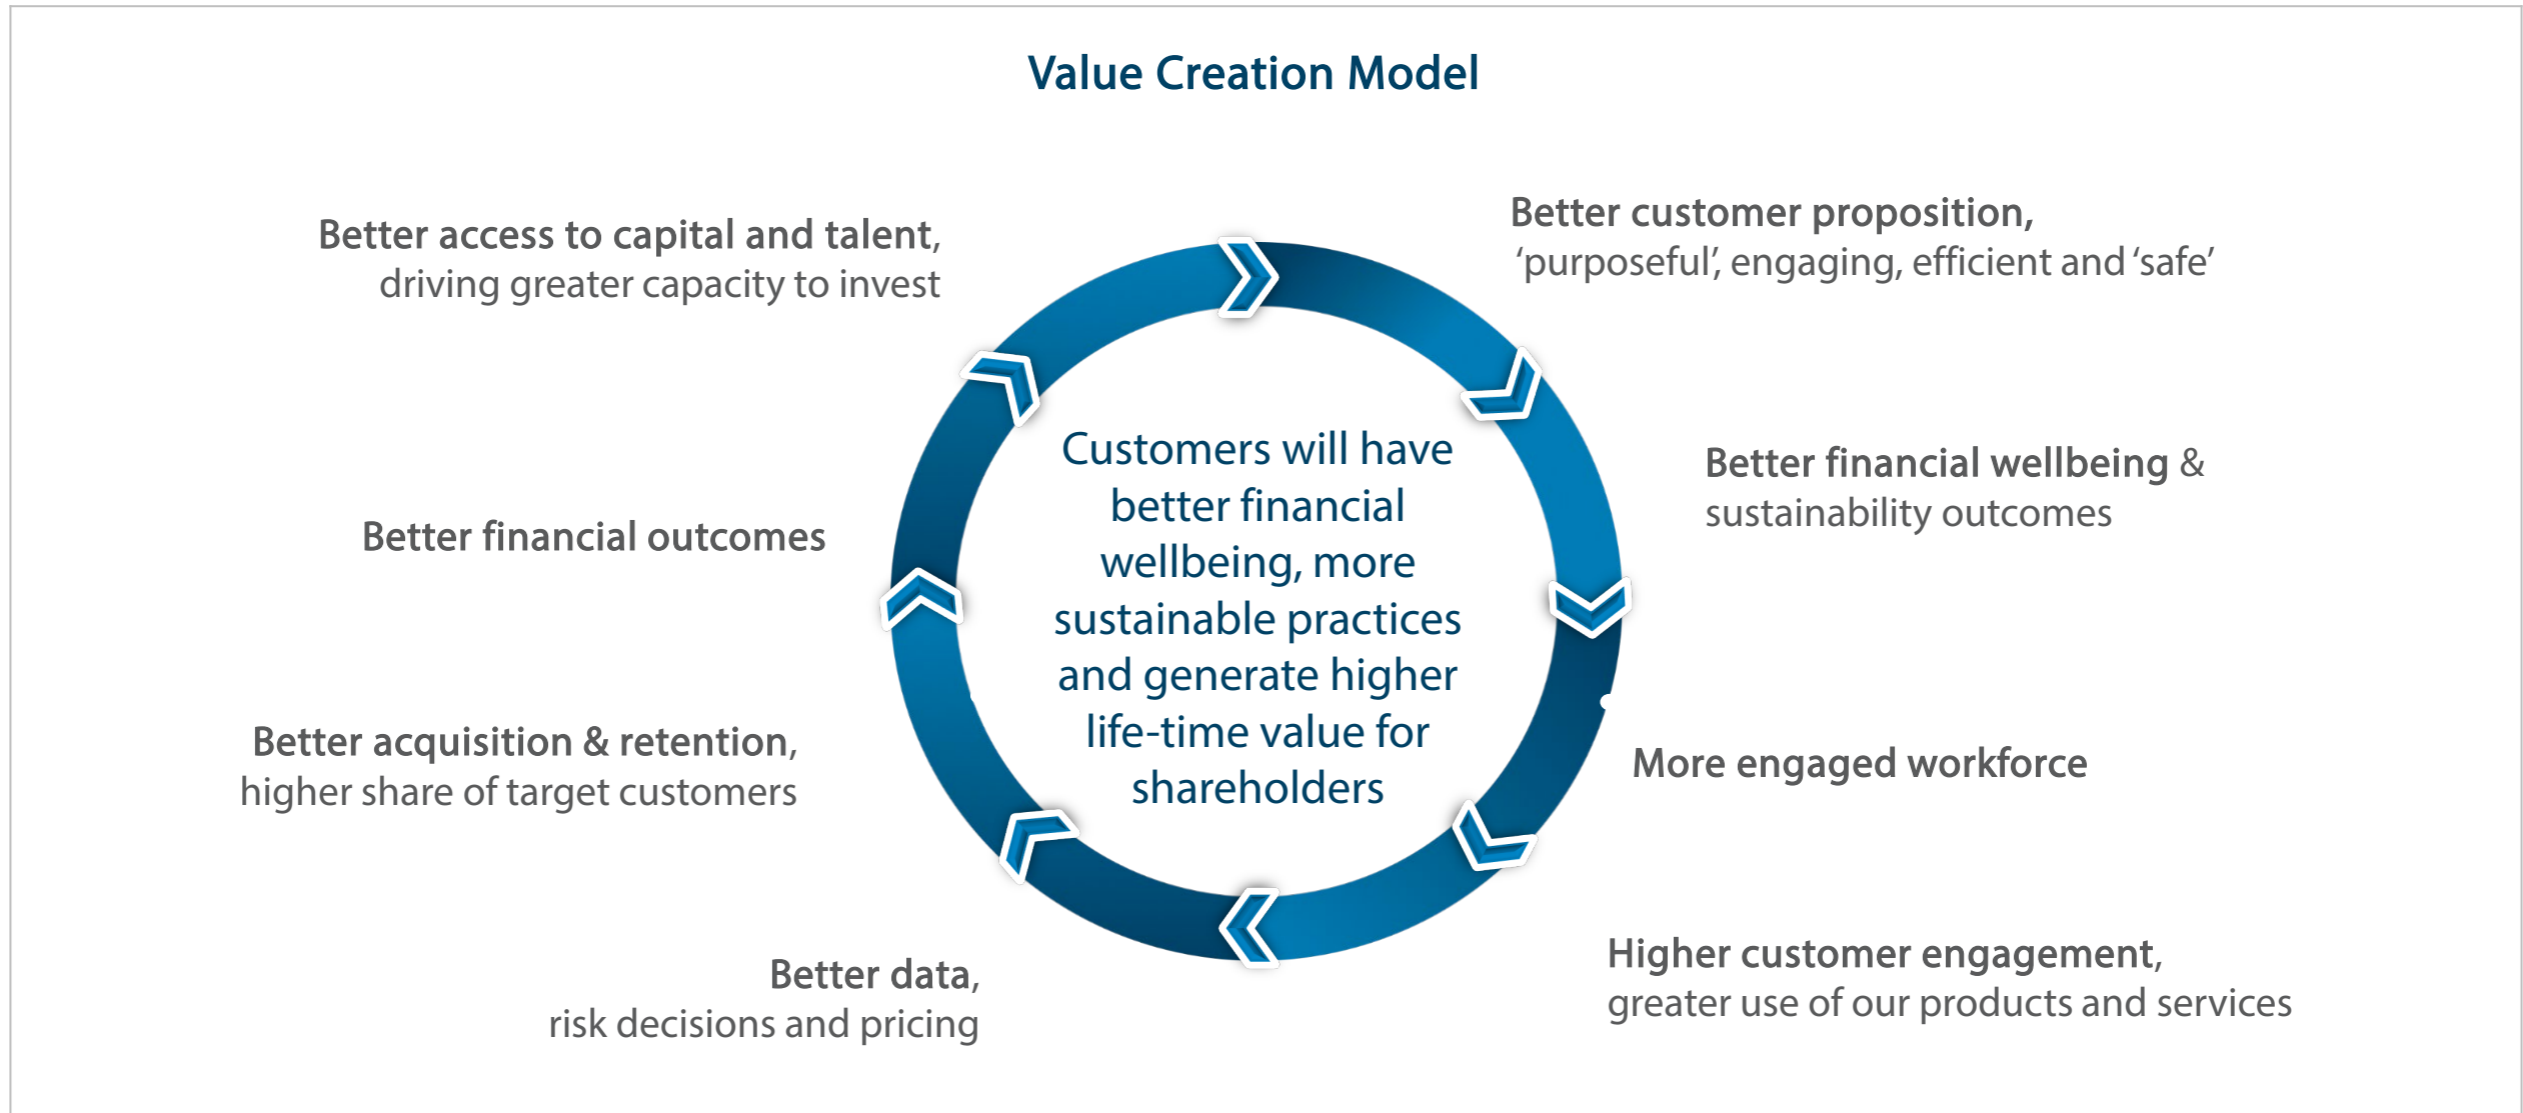 Value Creation Model
Better customer proposition,
‘purposeful’, engaging, efficient and ‘safe’
Better financial wellbeing &
sustainability outcomes
More engaged workforce
Higher customer engagement,
greater use of our products and services
Better data,
risk decisions and pricing
Better acquisition & retention,
higher share of target customers
Better financial outcomes
Better access to capital and talent,
driving greater capacity to invest
Customers will have
better financial
wellbeing, more
sustainable practices
and generate higher
life-time value for
shareholders